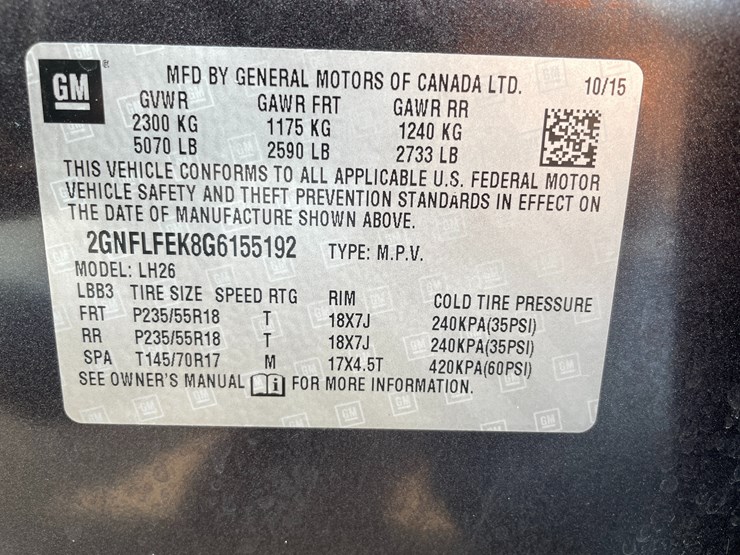 GM ®
MFD BY GENERAL MOTORS OF CANADA LTD. 10/15
GVWR GAWR FRT GAWR RR
2300 KG 1175 KG 1240 KG
5070 LB 2590 LB 2733 LB
THIS VEHICLE CONFORMS TO ALL APPLICABLE U.S. FEDERAL MOTOR
VEHICLE SAFETY AND THEFT PREVENTION STANDARDS IN EFFECT ON
THE DATE OF MANUFACTURE SHOWN ABOVE.
2GNFLFEK8G6155192 TYPE: M.P.V.
MODEL: LH26
LBB3 TIRE SIZE SPEED RTG RIM COLD TIRE PRESSURE
FRT P235/55R18 T 18X7J 240KPA(35PSI)
RR P235/55R18 T 18X7J 240KPA(35PSI)
SPA T145/70R17 M 17X4.5T 420KPA(60PSI)
SEE OWNER'S MANUAL i FOR MORE INFORMATION.